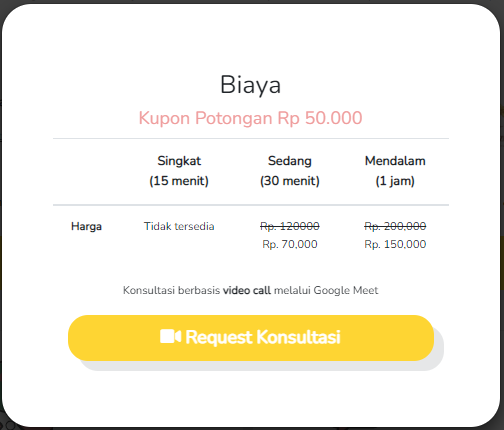 Biaya
Kupon Potongan Rp 50.000
Singkat Sedang Mendalam
(15 menit) (30 menit) (1 jam)
Harga Tidak tersedia Rp. 120000 Rp. 200,000
Rp. 70,000 Rp. 150,000
Konsultasi berbasis video call melalui Google Meet
Request Konsultasi